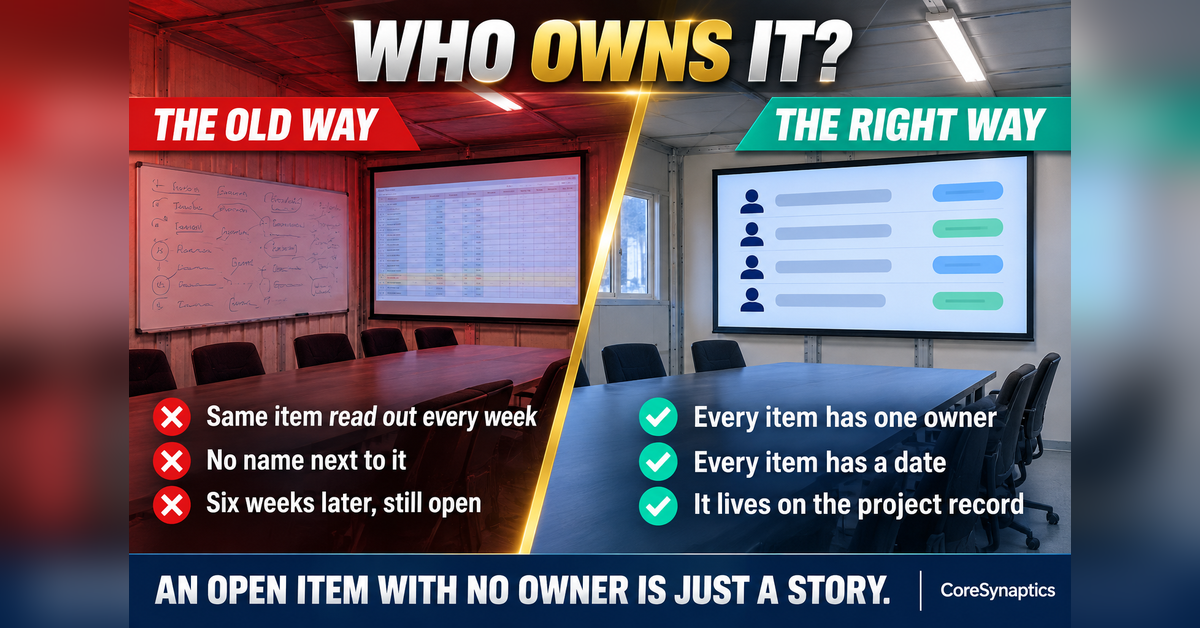 WHO OWNS IT?
THE OLD WAY
THE RIGHT WAY
Same item read out every week
No name next to it
Six weeks later, still open
Every item has one owner
Every item has a date
It lives on the project record
AN OPEN ITEM WITH NO OWNER IS JUST A STORY.
CoreSynaptics